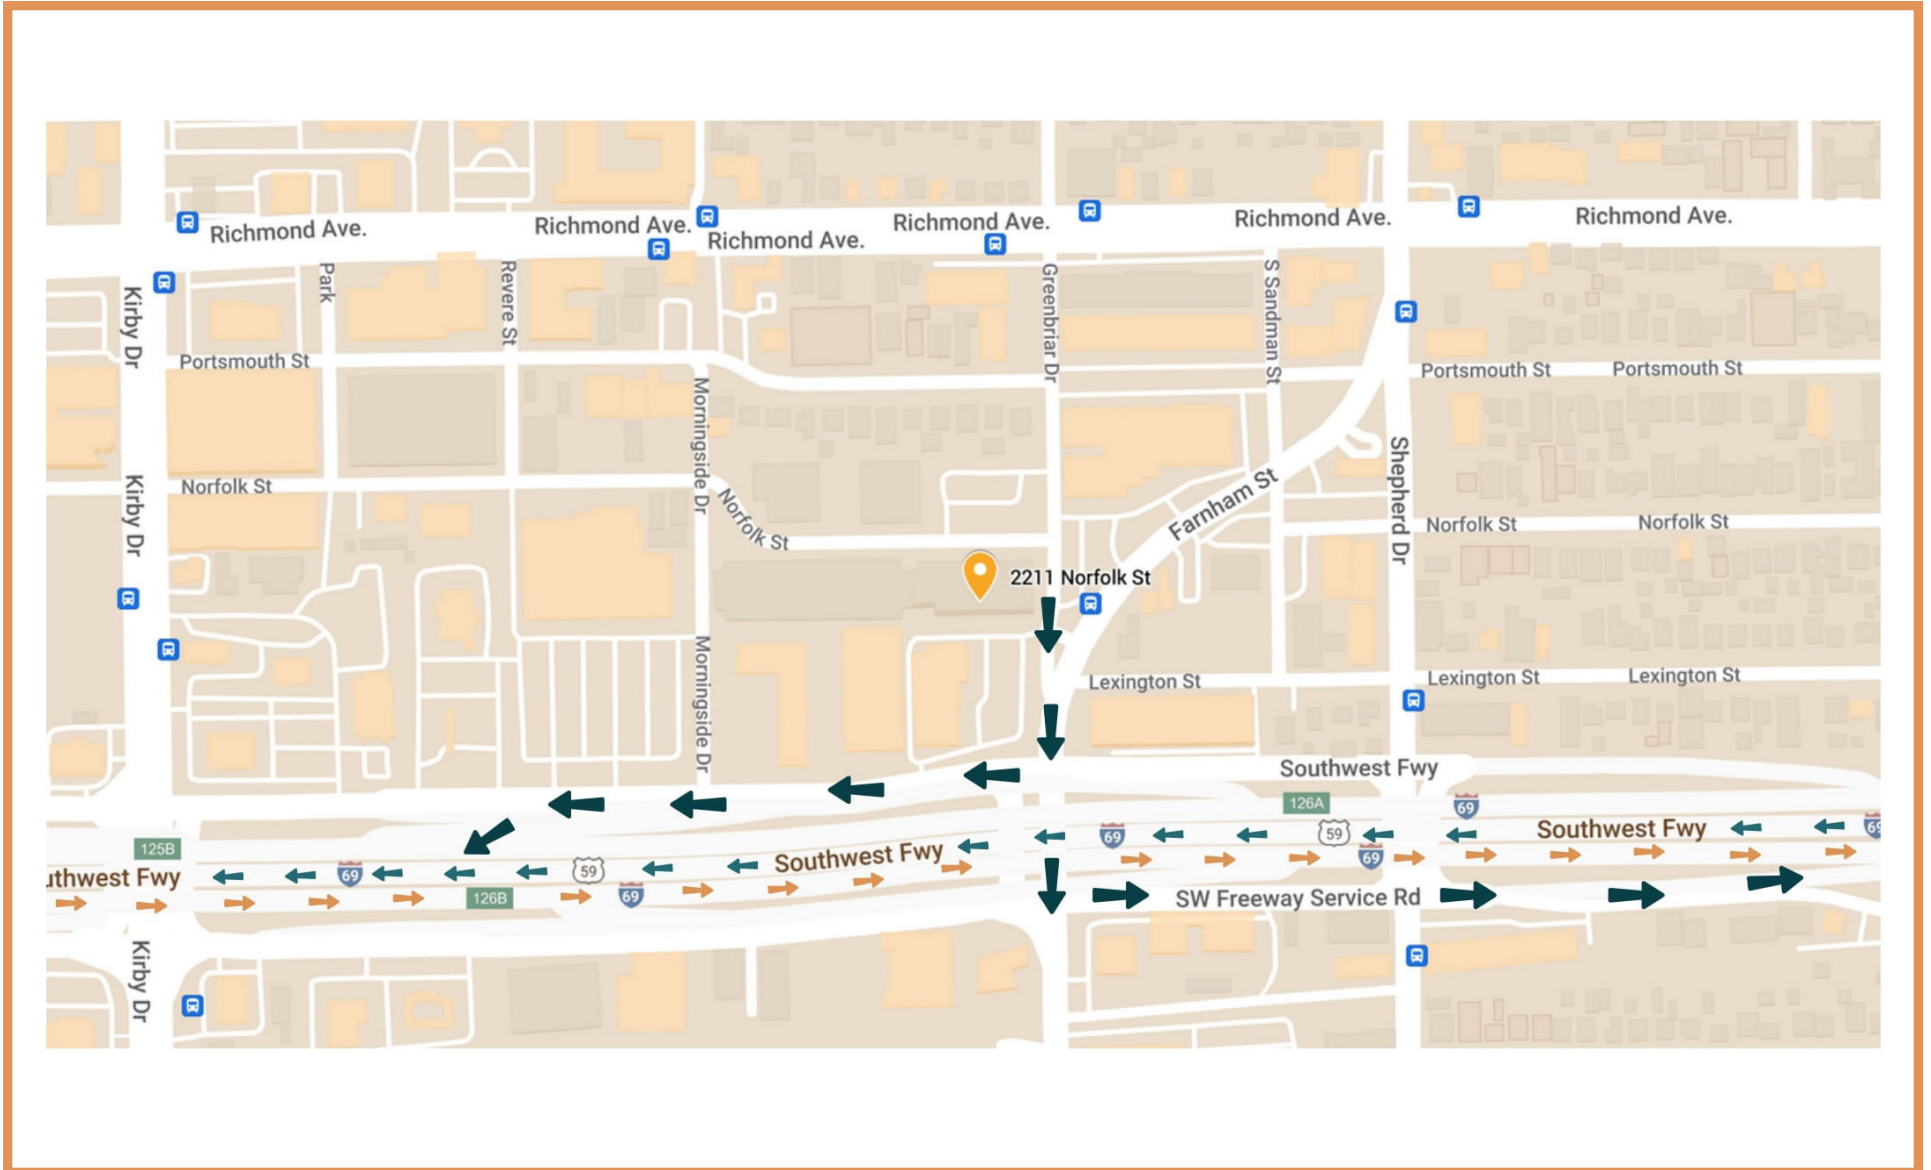 Richmond Ave.
Richmond Ave.
Richmond Ave.
Richmond Ave.
Richmond Ave.
Richmond Ave.
Kirby Dr
Park
Revere St
Greenbriar Dr
S Sandman St
Portsmouth St
Portsmouth St
Portsmouth St
Morningside Dr
Shepherd Dr
Kirby Dr
Norfolk St
Norfolk St
Farnham St
Norfolk St
Norfolk St
2211 Norfolk St
Morningside Dr
Lexington St
Lexington St
Lexington St
Southwest Fwy
126A
69
69
59
Southwest Fwy
69
125B
Southwest Fwy
69
uthwest Fwy
69
59
126B
69
SW Freeway Service Rd
Kirby Dr